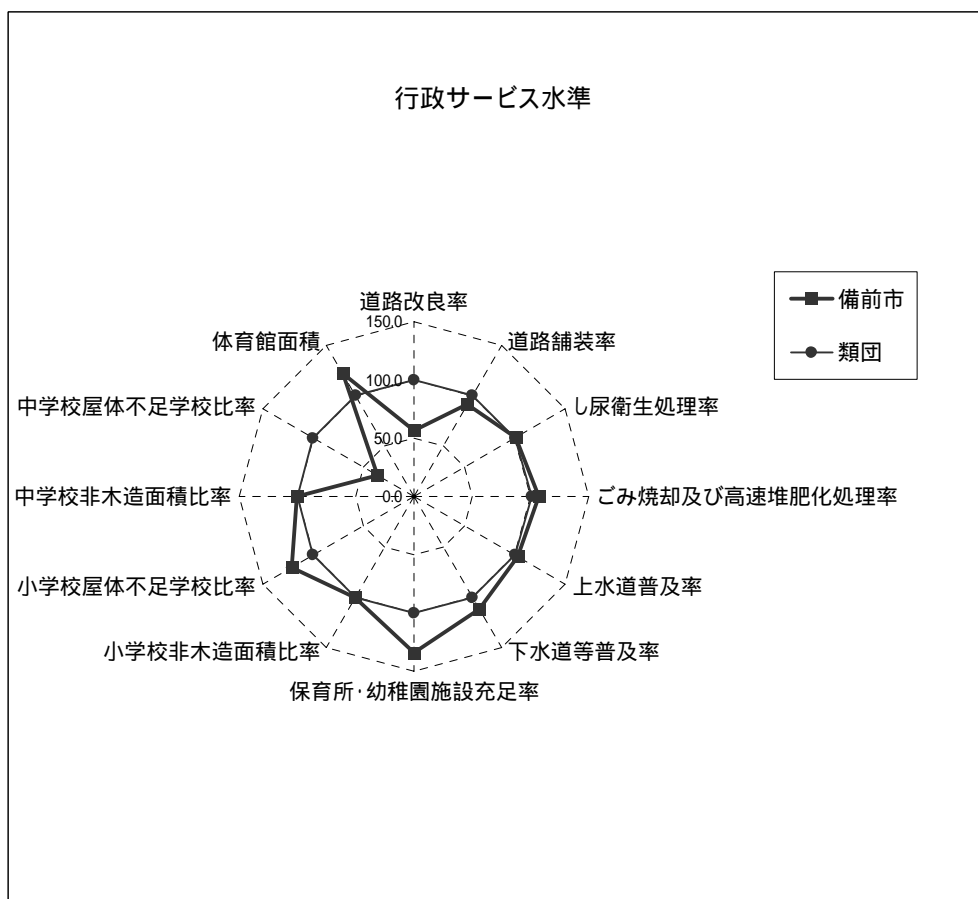 行政サービス水準
備前市
類団
道路改良率
道路舗装率
し尿衛生処理率
ごみ焼却及び高速堆肥化処理率
上水道普及率
下水道等普及率
保育所・幼稚園施設充足率
小学校非木造面積比率
小学校屋体不足学校比率
中学校非木造面積比率
中学校屋体不足学校比率
体育館面積
150.0
100.0
50.0
0.0